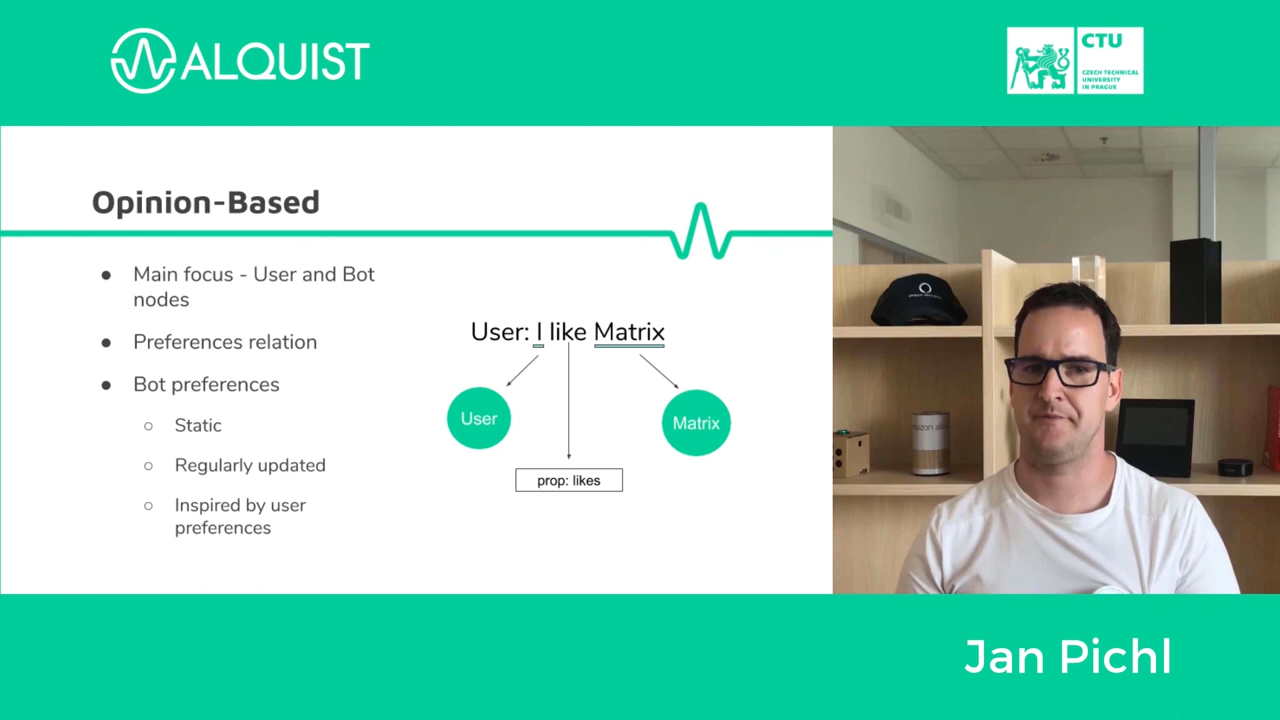 ALQUIST
CTU
CZECH TECHNICAL
UNIVERSITY
IN PRAGUE
Opinion-Based
● Main focus - User and Bot
nodes
● Preferences relation
● Bot preferences
○ Static
○ Regularly updated
○ Inspired by user
preferences
User: I like Matrix
User
Matrix
prop: likes
Jan Pichl